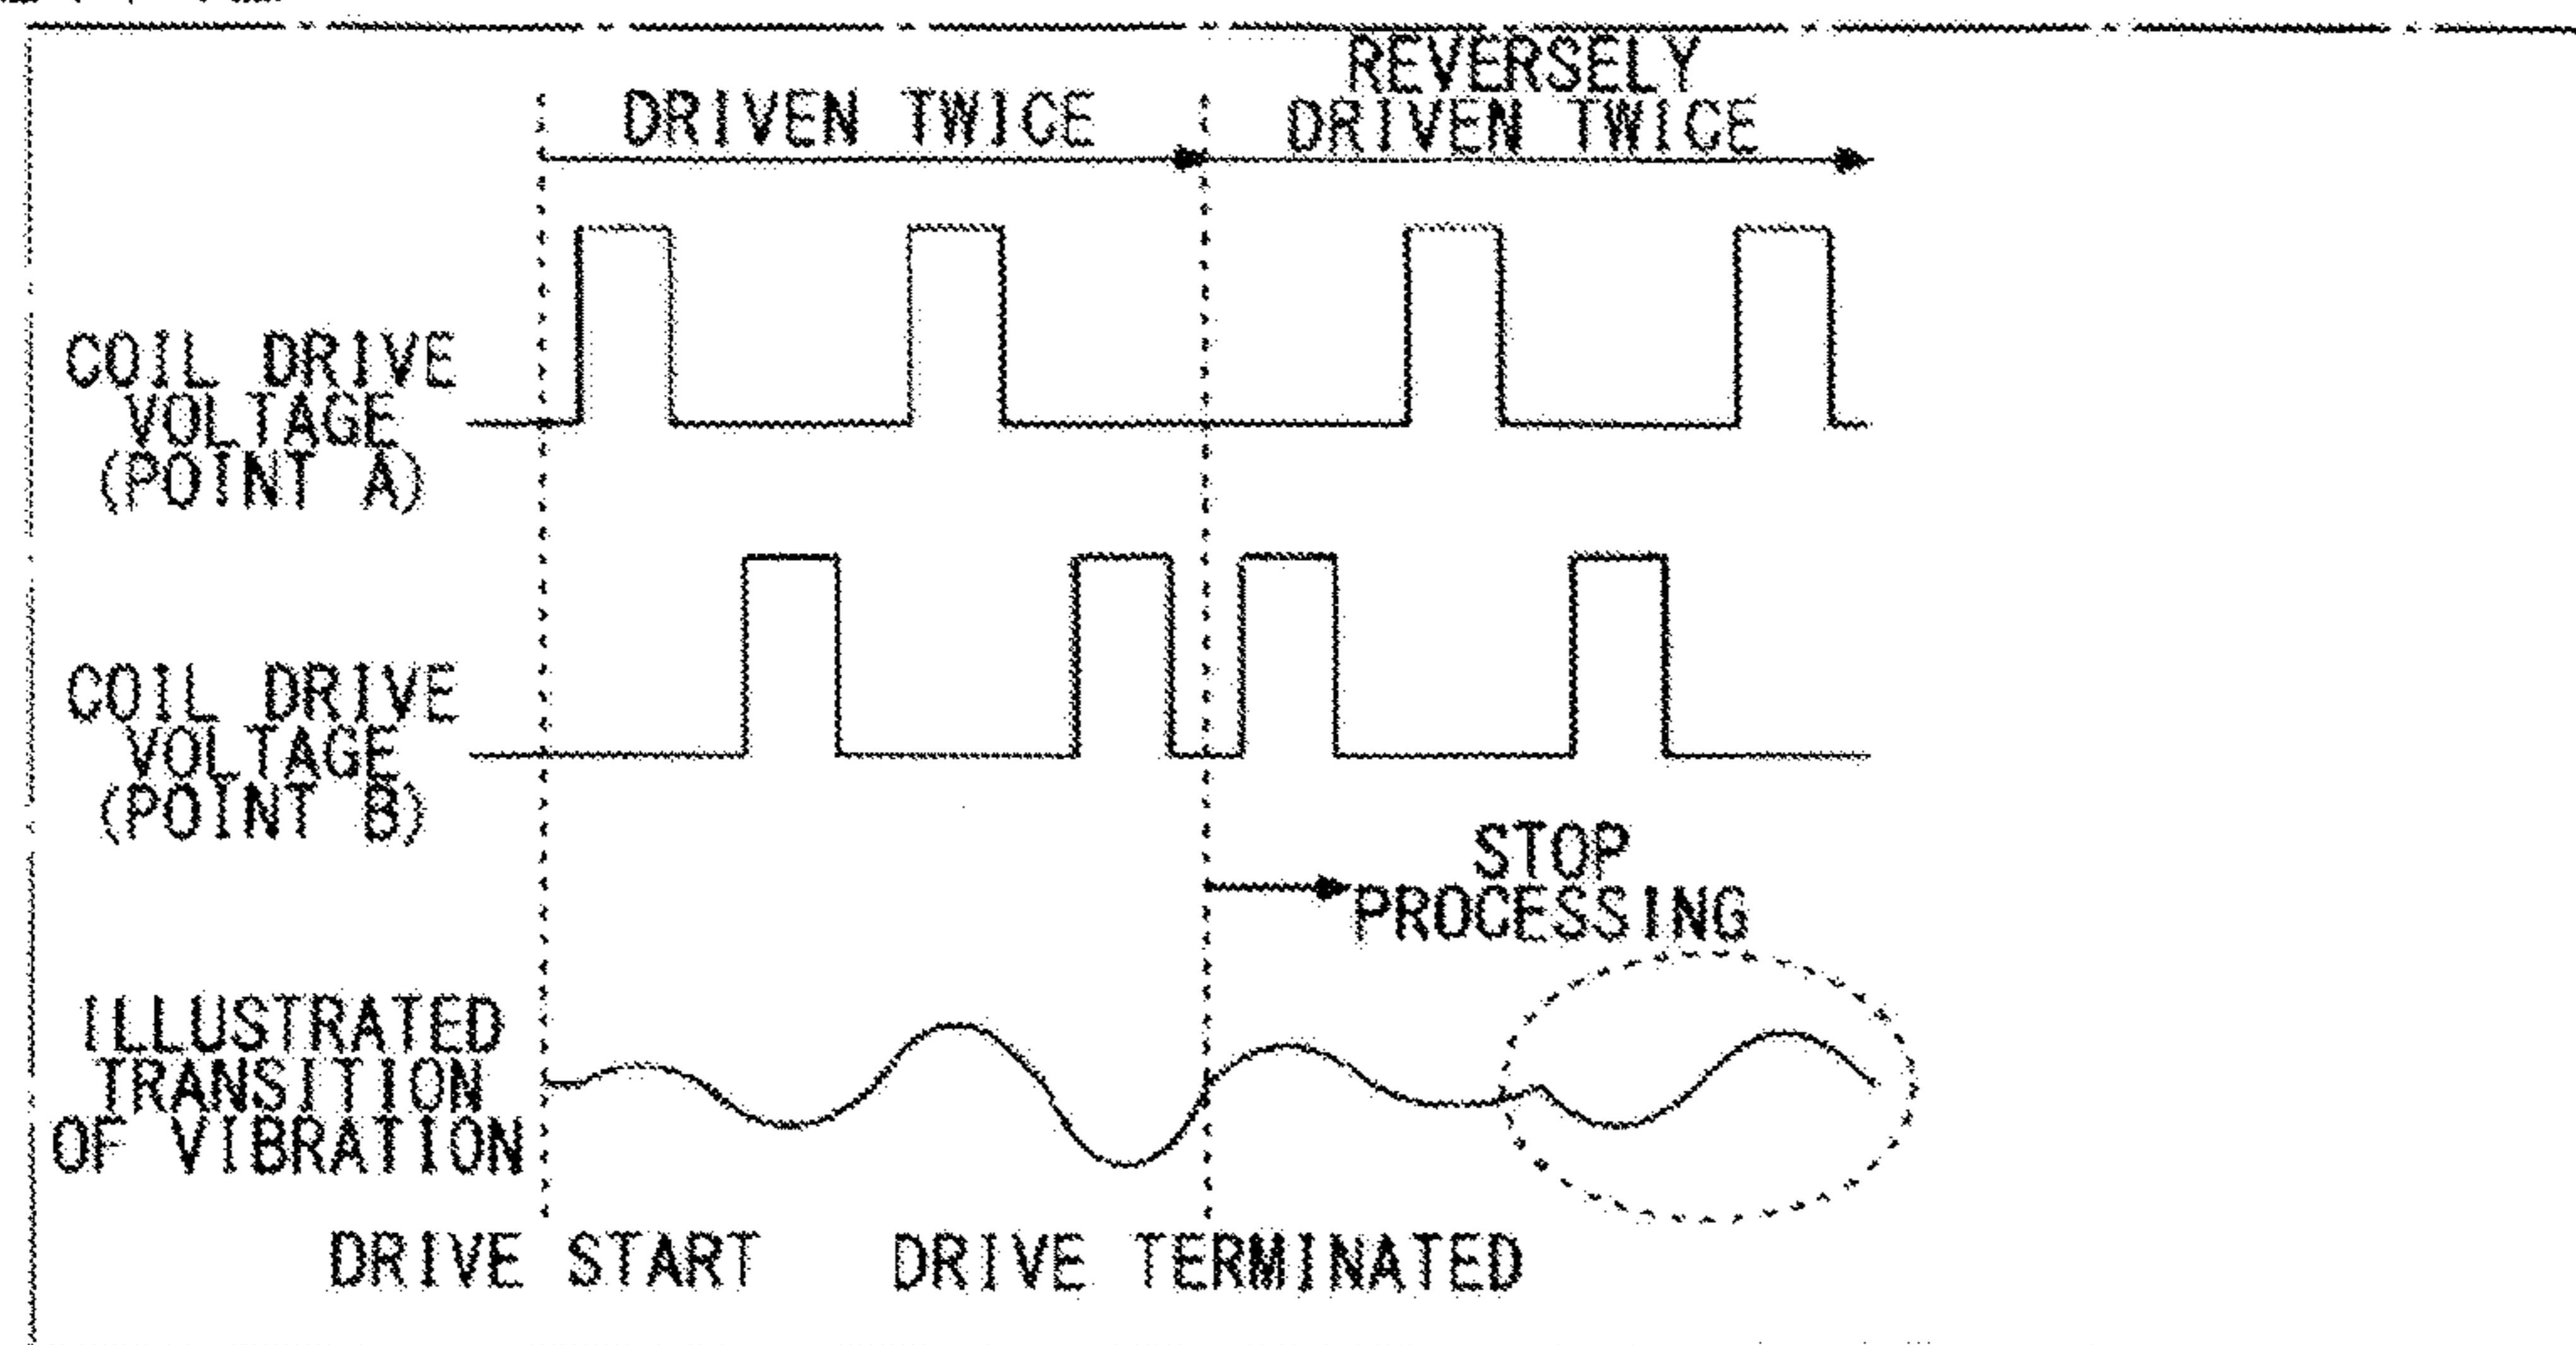 DRIVEN TWICE
REVERSELY
DRIVEN TWICE
COIL DRIVE
VOLTAGE
(POINT A)
COIL DRIVE
VOLTAGE
(POINT B)
STOP
PROCESSING
ILLUSTRATED
TRANSITION
OF VIBRATION
DRIVE START
DRIVE TERMINATED